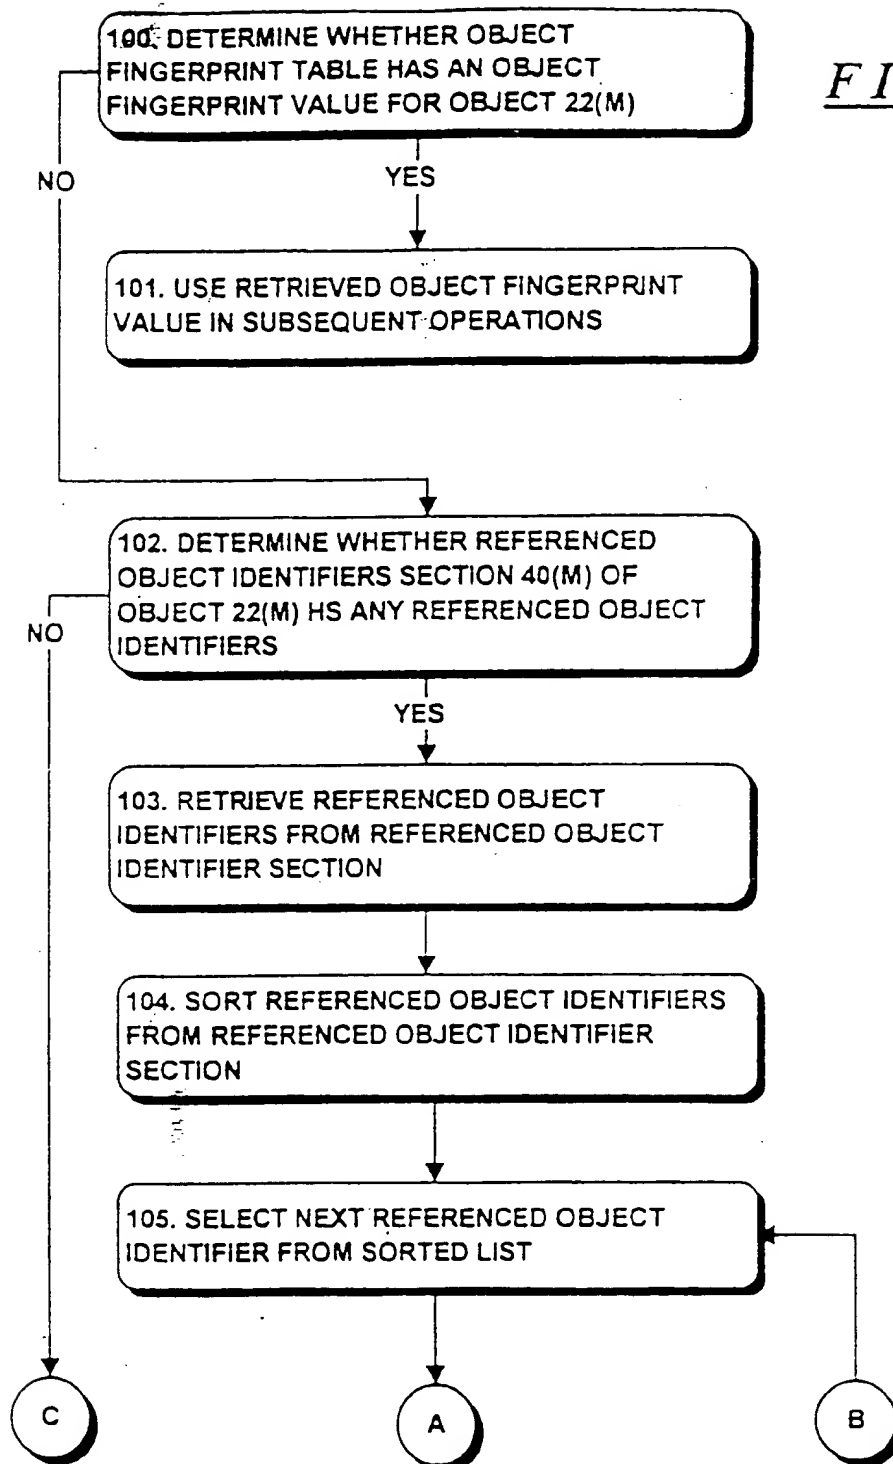 100. DETERMINE WHETHER OBJECT
FINGERPRINT TABLE HAS AN OBJECT
FINGERPRINT VALUE FOR OBJECT 22(M)
F I
NO
YES
101. USE RETRIEVED OBJECT FINGERPRINT
VALUE IN SUBSEQUENT OPERATIONS
102. DETERMINE WHETHER REFERENCED
OBJECT IDENTIFIERS SECTION 40(M) OF
OBJECT 22(M) HS ANY REFERENCED OBJECT
IDENTIFIERS
NO
YES
103. RETRIEVE REFERENCED OBJECT
IDENTIFIERS FROM REFERENCED OBJECT
IDENTIFIER SECTION
104. SORT REFERENCED OBJECT IDENTIFIERS
FROM REFERENCED OBJECT IDENTIFIER
SECTION
105. SELECT NEXT REFERENCED OBJECT
IDENTIFIER FROM SORTED LIST
C
A
B